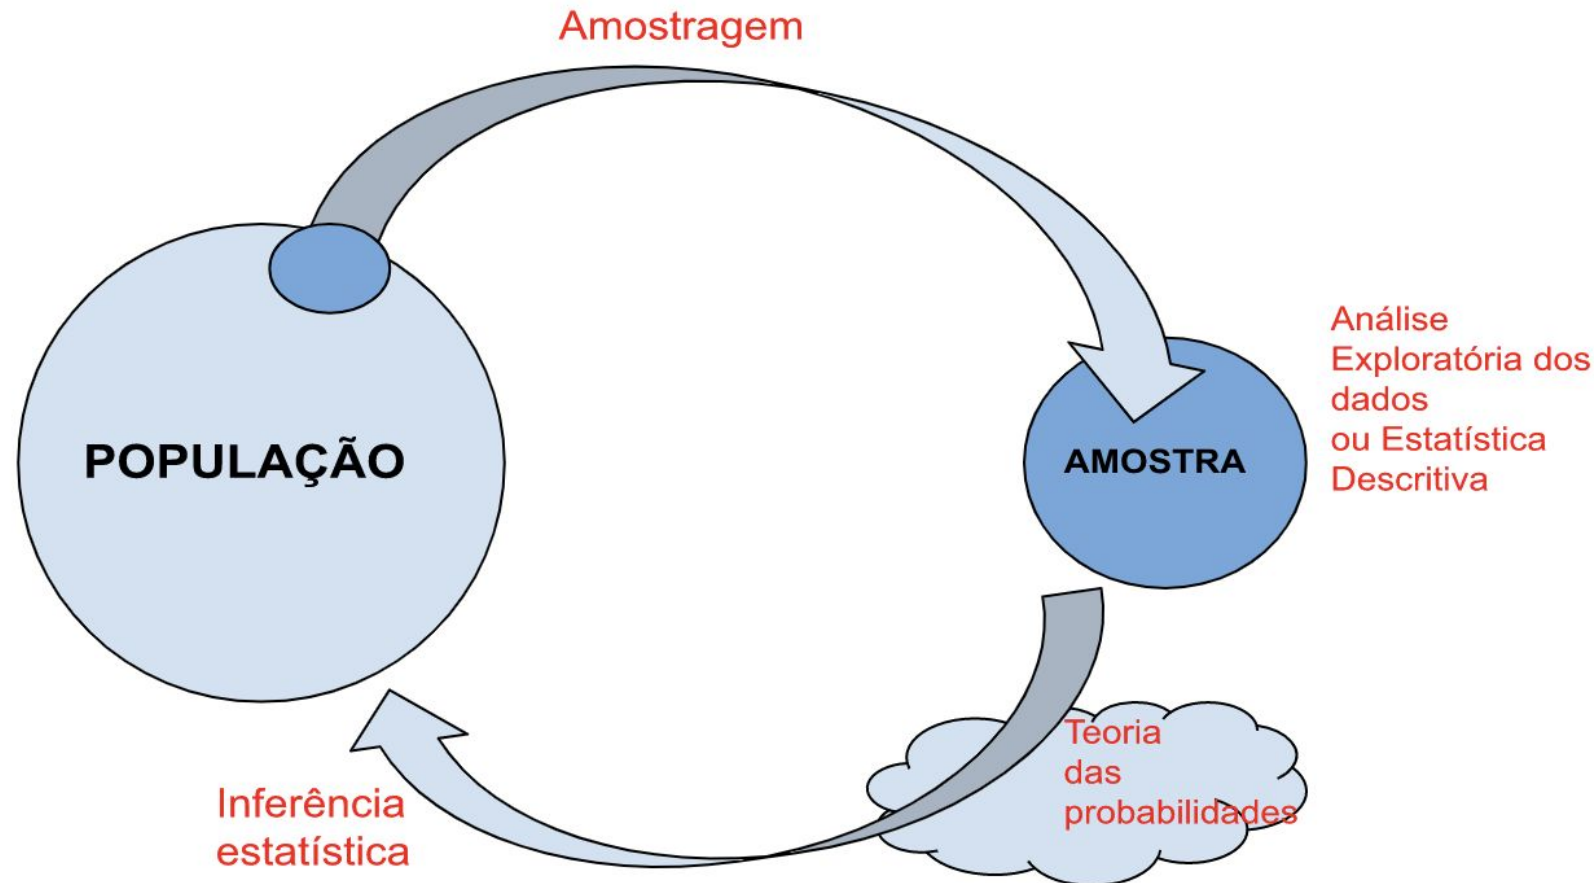 Amostragem
POPULAÇÃO
AMOSTRA
Análise
Exploratória dos
dados
ou Estatística
Descritiva
Teoria
das
probabilidades
Inferência
estatística